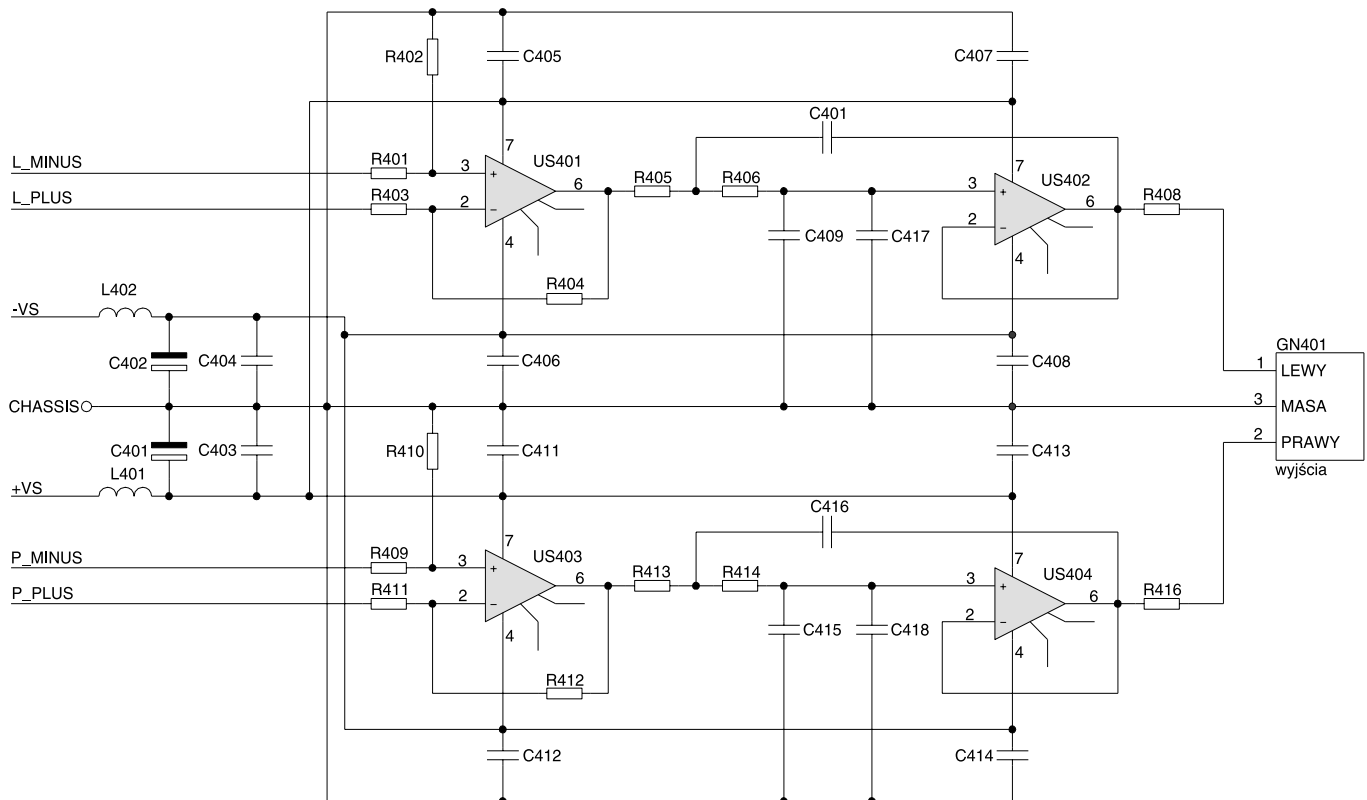 R402
C405
C407
C401
7
US401
7
L_MINUS
R401
3
+
6
R405
R406
3
+
US402
L_PLUS
R403
2
−
2
−
6
R408
4
C409
C417
4
R404
L402
-VS
C402
C404
C406
C408
GN401
1
LEWY
CHASSIS
3
MASA
C401
C403
R410
C411
C413
2
PRAWY
L401
wyjścia
+VS
C416
7
US403
7
P_MINUS
R409
3
+
6
R413
R414
3
+
US404
P_PLUS
R411
2
−
2
−
6
R416
4
C415
C418
4
R412
C412
C414